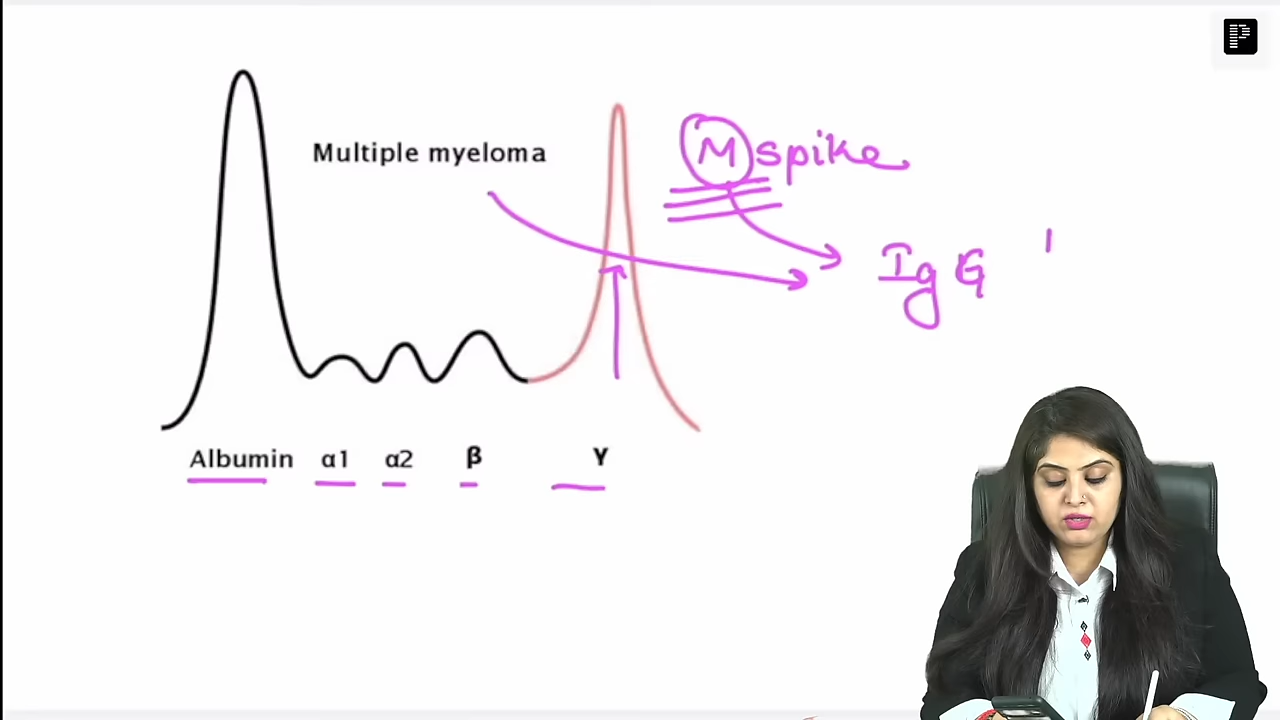 P
Multiple myeloma
M spike
IgG
Albumin α1 α2 β γ